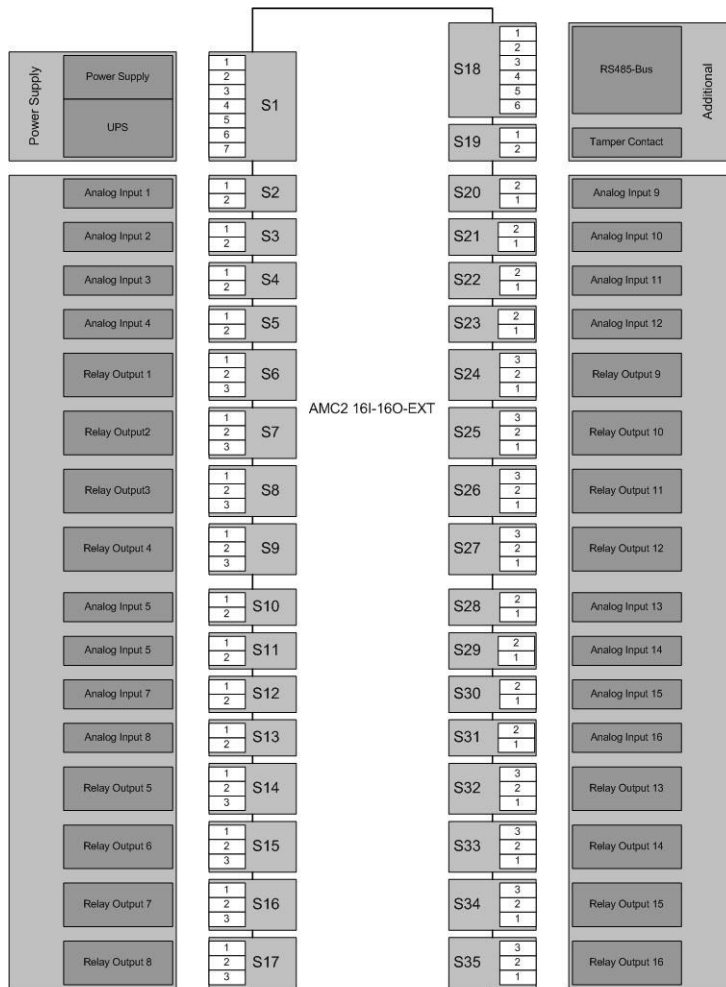 Power Supply
Power Supply
UPS
1
2
3
4
5
6
7
S1
1
2
3
4
5
6
S18
RS485-Bus
Additional
1
2
S19
Tamper Contact
Analog Input 1
1
2
S2
S20
2
1
Analog Input 9
Analog Input 2
1
2
S3
S21
2
1
Analog Input 10
Analog Input 3
1
2
S4
S22
2
1
Analog Input 11
Analog Input 4
1
2
S5
S23
2
1
Analog Input 12
Relay Output 1
1
2
3
S6
S24
3
2
1
Relay Output 9
AMC2 16I-16O-EXT
Relay Output2
1
2
3
S7
S25
3
2
1
Relay Output 10
Relay Output3
1
2
3
S8
S26
3
2
1
Relay Output 11
Relay Output 4
1
2
3
S9
S27
3
2
1
Relay Output 12
Analog Input 5
1
2
S10
S28
2
1
Analog Input 13
Analog Input 5
1
2
S11
S29
2
1
Analog Input 14
Analog Input 7
1
2
S12
S30
2
1
Analog Input 15
Analog Input 8
1
2
S13
S31
2
1
Analog Input 16
Relay Output 5
1
2
3
S14
S32
3
2
1
Relay Output 13
Relay Output 6
1
2
3
S15
S33
3
2
1
Relay Output 14
Relay Output 7
1
2
3
S16
S34
3
2
1
Relay Output 15
Relay Output 8
1
2
3
S17
S35
3
2
1
Relay Output 16